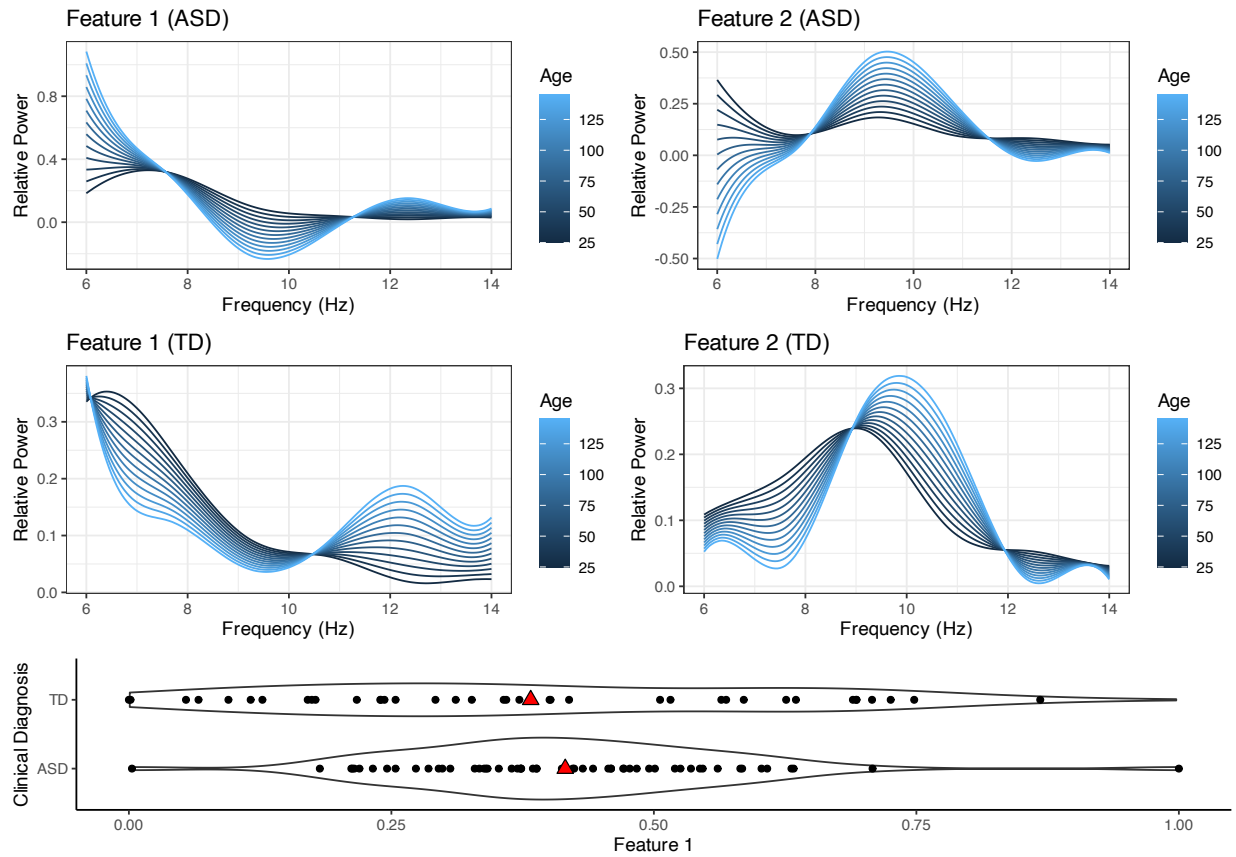 Feature 1 (ASD)
Relative Power
0.8
0.4
0.0
6 8 10 12 14
Frequency (Hz)
Age
125
100
75
50
25
Feature 2 (ASD)
Relative Power
0.50
0.25
0.00
-0.25
-0.50
6 8 10 12 14
Frequency (Hz)
Age
125
100
75
50
25
Feature 1 (TD)
Relative Power
0.3
0.2
0.1
0.0
6 8 10 12 14
Frequency (Hz)
Age
125
100
75
50
25
Feature 2 (TD)
Relative Power
0.3
0.2
0.1
0.0
6 8 10 12 14
Frequency (Hz)
Age
125
100
75
50
25
Clinical Diagnosis
TD
ASD
0.00 0.25 0.50 0.75 1.00
Feature 1